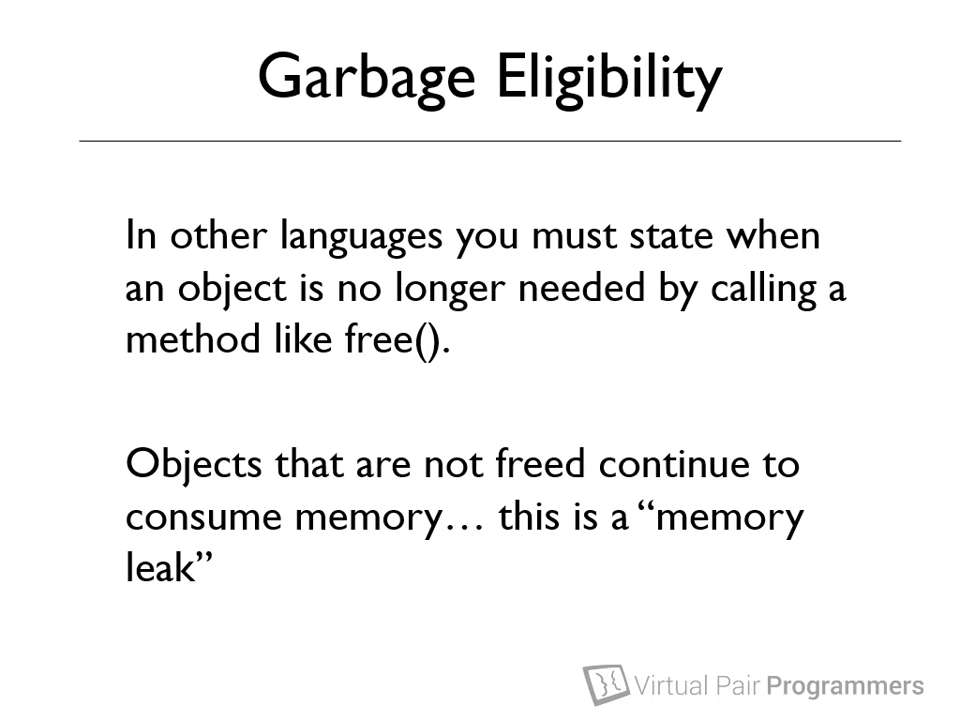 Garbage Eligibility
In other languages you must state when
an object is no longer needed by calling a
method like free().
Objects that are not freed continue to
consume memory… this is a “memory
leak”
Virtual Pair Programmers